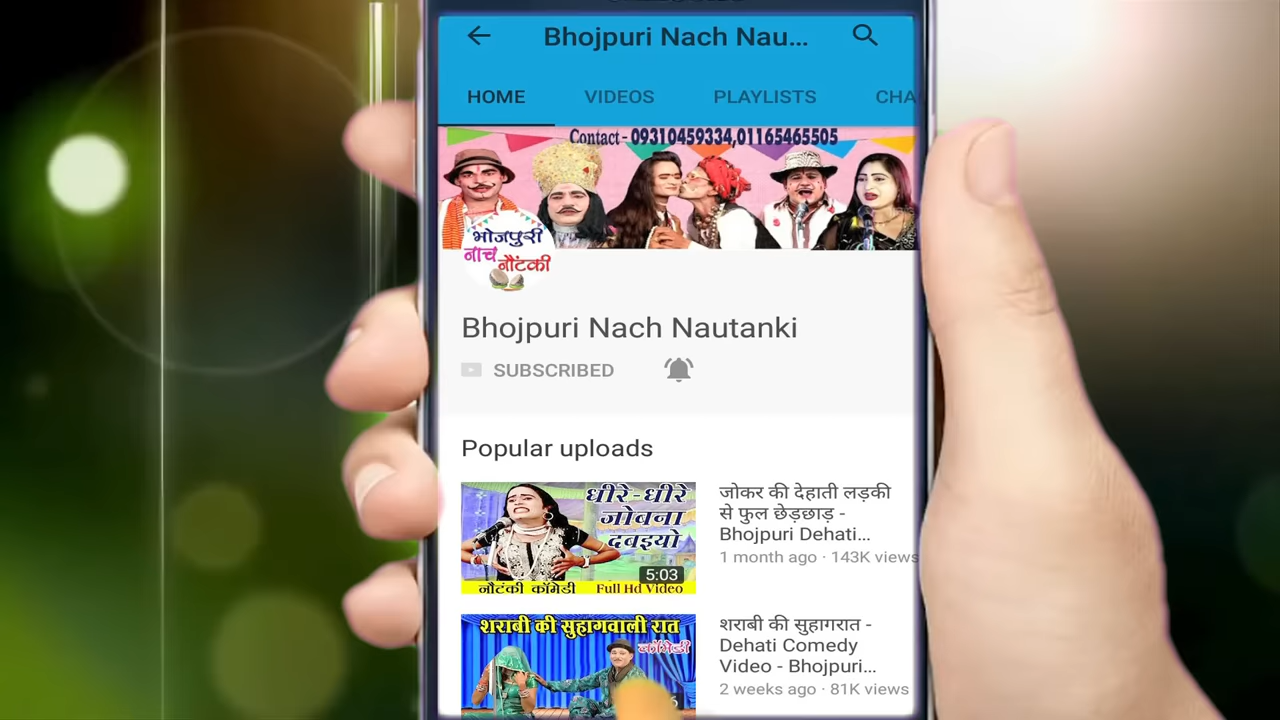 Bhojpuri Nach Nau...
HOME VIDEOS PLAYLISTS CHA
Contact - 09310459334,01165465505
भोजपुरी
नाच
नौटंकी
Bhojpuri Nach Nautanki
SUBSCRIBED
Popular uploads
धीरे-धीरे
जोवना
दबइयो
5:03
नौटंकी कॉमेडी Full Hd Video
जोकर की देहाती लड़की
से फुल छेड़छाड़ -
Bhojpuri Dehati...
1 month ago · 143K views
शराबी की सुहागवाली रात
कॉमेडी
शराबी की सुहागरात -
Dehati Comedy
Video - Bhojpuri...
2 weeks ago · 81K views